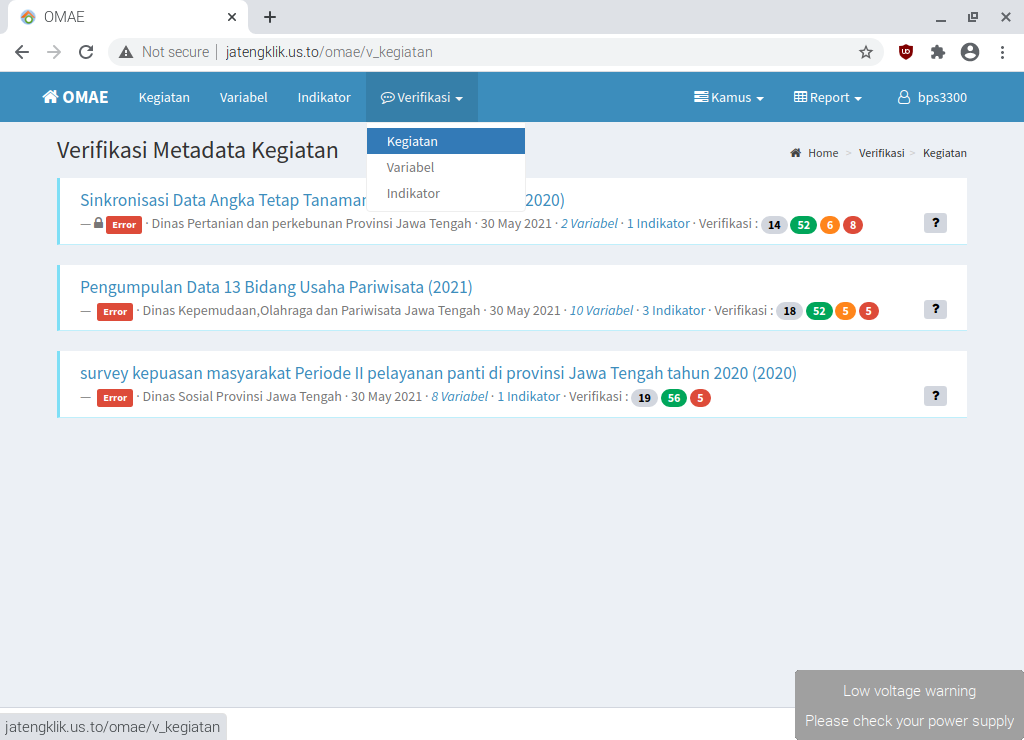 OMAE
Not secure jatengklik.us.to/omae/v_kegiatan
OMAE Kegiatan Variabel Indikator Verifikasi Kamus Report bps3300
Kegiatan
Variabel
Indikator
Verifikasi Metadata Kegiatan
Home > Verifikasi > Kegiatan
Sinkronisasi Data Angka Tetap Tanaman 2020)
— Error · Dinas Pertanian dan perkebunan Provinsi Jawa Tengah · 30 May 2021 · 2 Variabel · 1 Indikator · Verifikasi : 14 52 6 8 ?
Pengumpulan Data 13 Bidang Usaha Pariwisata (2021)
— Error · Dinas Kepemudaan,Olahraga dan Pariwisata Jawa Tengah · 30 May 2021 · 10 Variabel · 3 Indikator · Verifikasi : 18 52 5 5 ?
survey kepuasan masyarakat Periode II pelayanan panti di provinsi Jawa Tengah tahun 2020 (2020)
— Error · Dinas Sosial Provinsi Jawa Tengah · 30 May 2021 · 8 Variabel · 1 Indikator · Verifikasi : 19 56 5 ?
Low voltage warning
Please check your power supply
jatengklik.us.to/omae/v_kegiatan